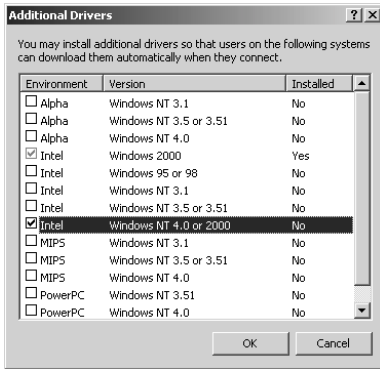 Additional Drivers
You may install additional drivers so that users on the following systems
can download them automatically when they connect.
Environment Version Installed
Alpha Windows NT 3.1 No
Alpha Windows NT 3.5 or 3.51 No
Alpha Windows NT 4.0 No
Intel Windows 2000 Yes
Intel Windows 95 or 98 No
Intel Windows NT 3.1 No
Intel Windows NT 3.5 or 3.51 No
Intel Windows NT 4.0 or 2000 No
MIPS Windows NT 3.1 No
MIPS Windows NT 3.5 or 3.51 No
MIPS Windows NT 4.0 No
PowerPC Windows NT 3.51 No
PowerPC Windows NT 4.0 No
OK Cancel